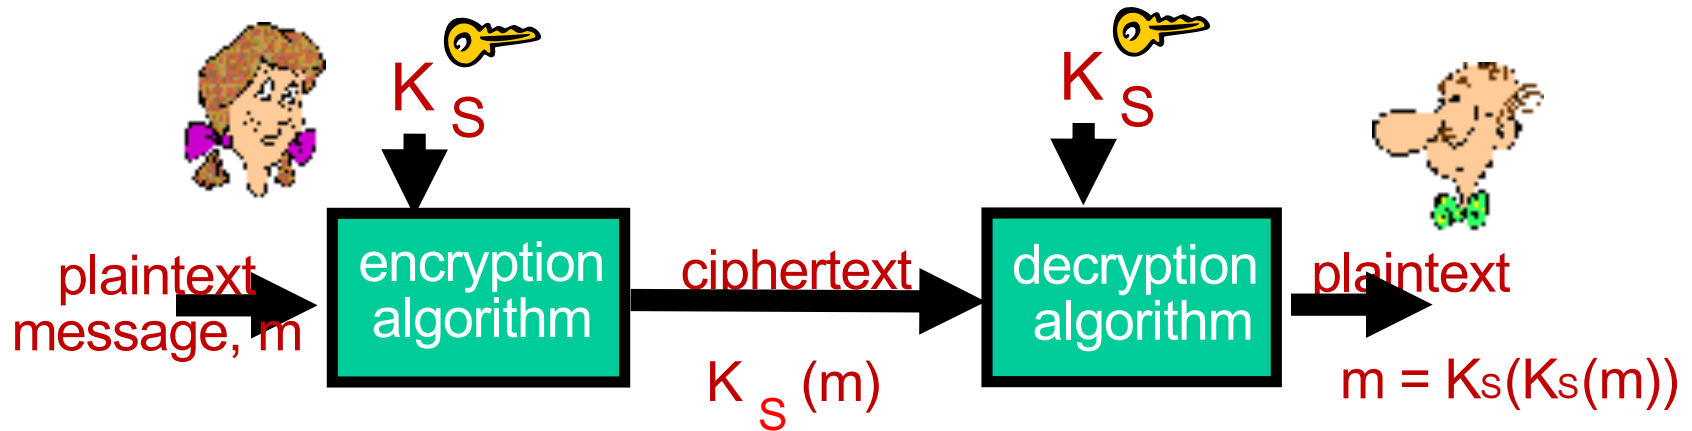 K S
K S
plaintext
message, m
encryption
algorithm
ciphertext
K S (m)
decryption
algorithm
plaintext
m = KS(KS(m))